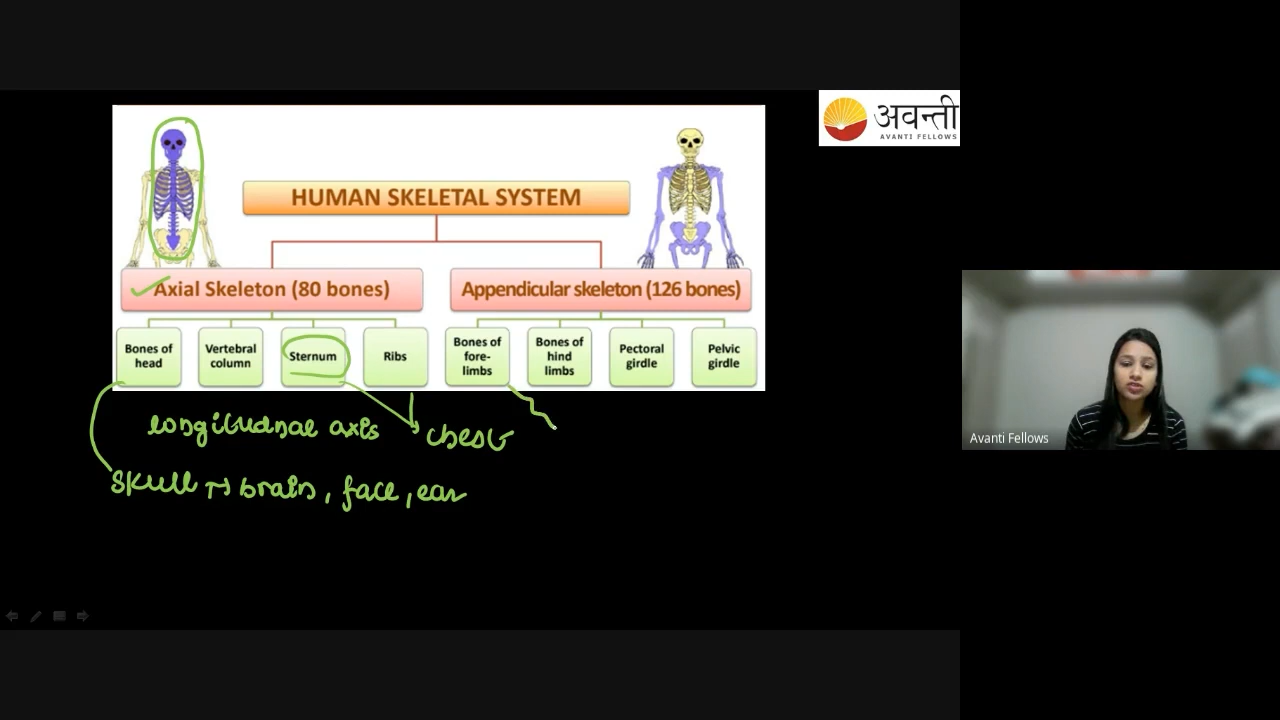 अवन्ती
AVANTI FELLOWS
HUMAN SKELETAL SYSTEM
Axial Skeleton (80 bones)
Appendicular skeleton (126 bones)
Bones of head
Vertebral column
Sternum
Ribs
Bones of fore-limbs
Bones of hind limbs
Pectoral girdle
Pelvic girdle
longitudnal axis
chest
skull → brain, face, ear
Avanti Fellows